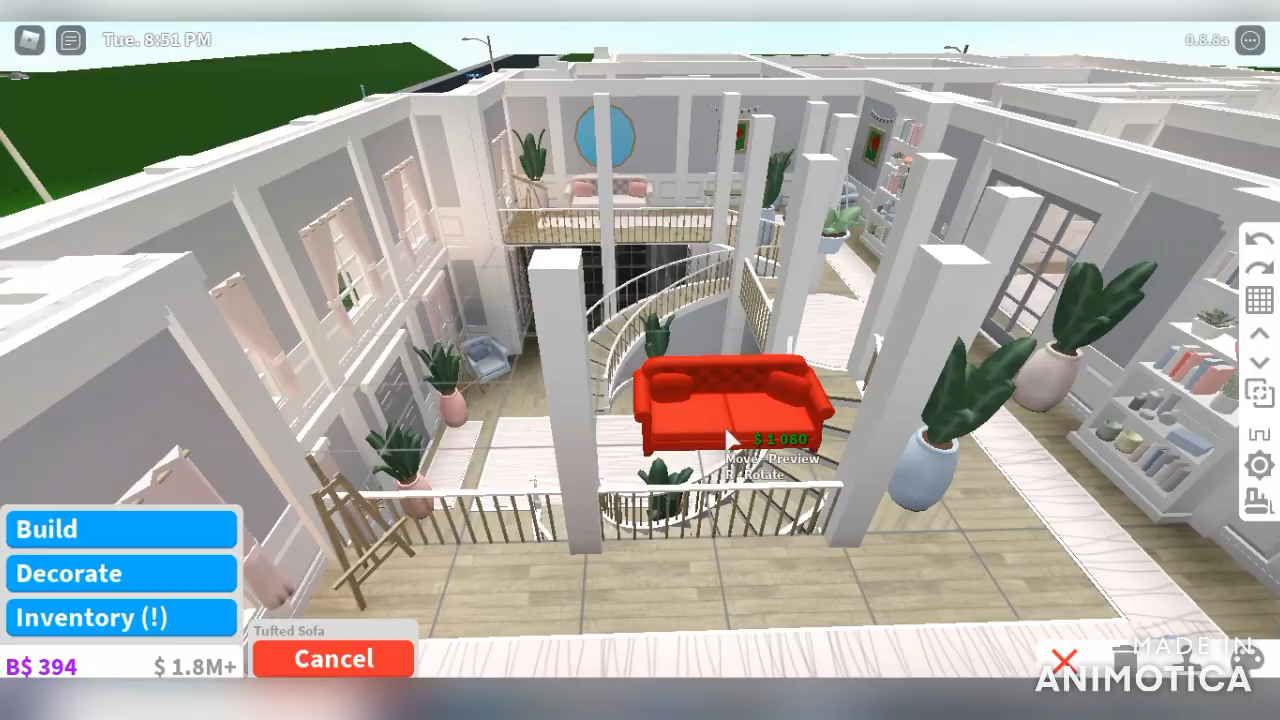 Tue. 8:51 PM
0.8.8a
$ 1 080
Move - Preview
R - Rotate
Build
Decorate
Inventory (!)
Tufted Sofa
Cancel
B$ 394
$ 1.8M+
MADE IN
ANIMOTICA